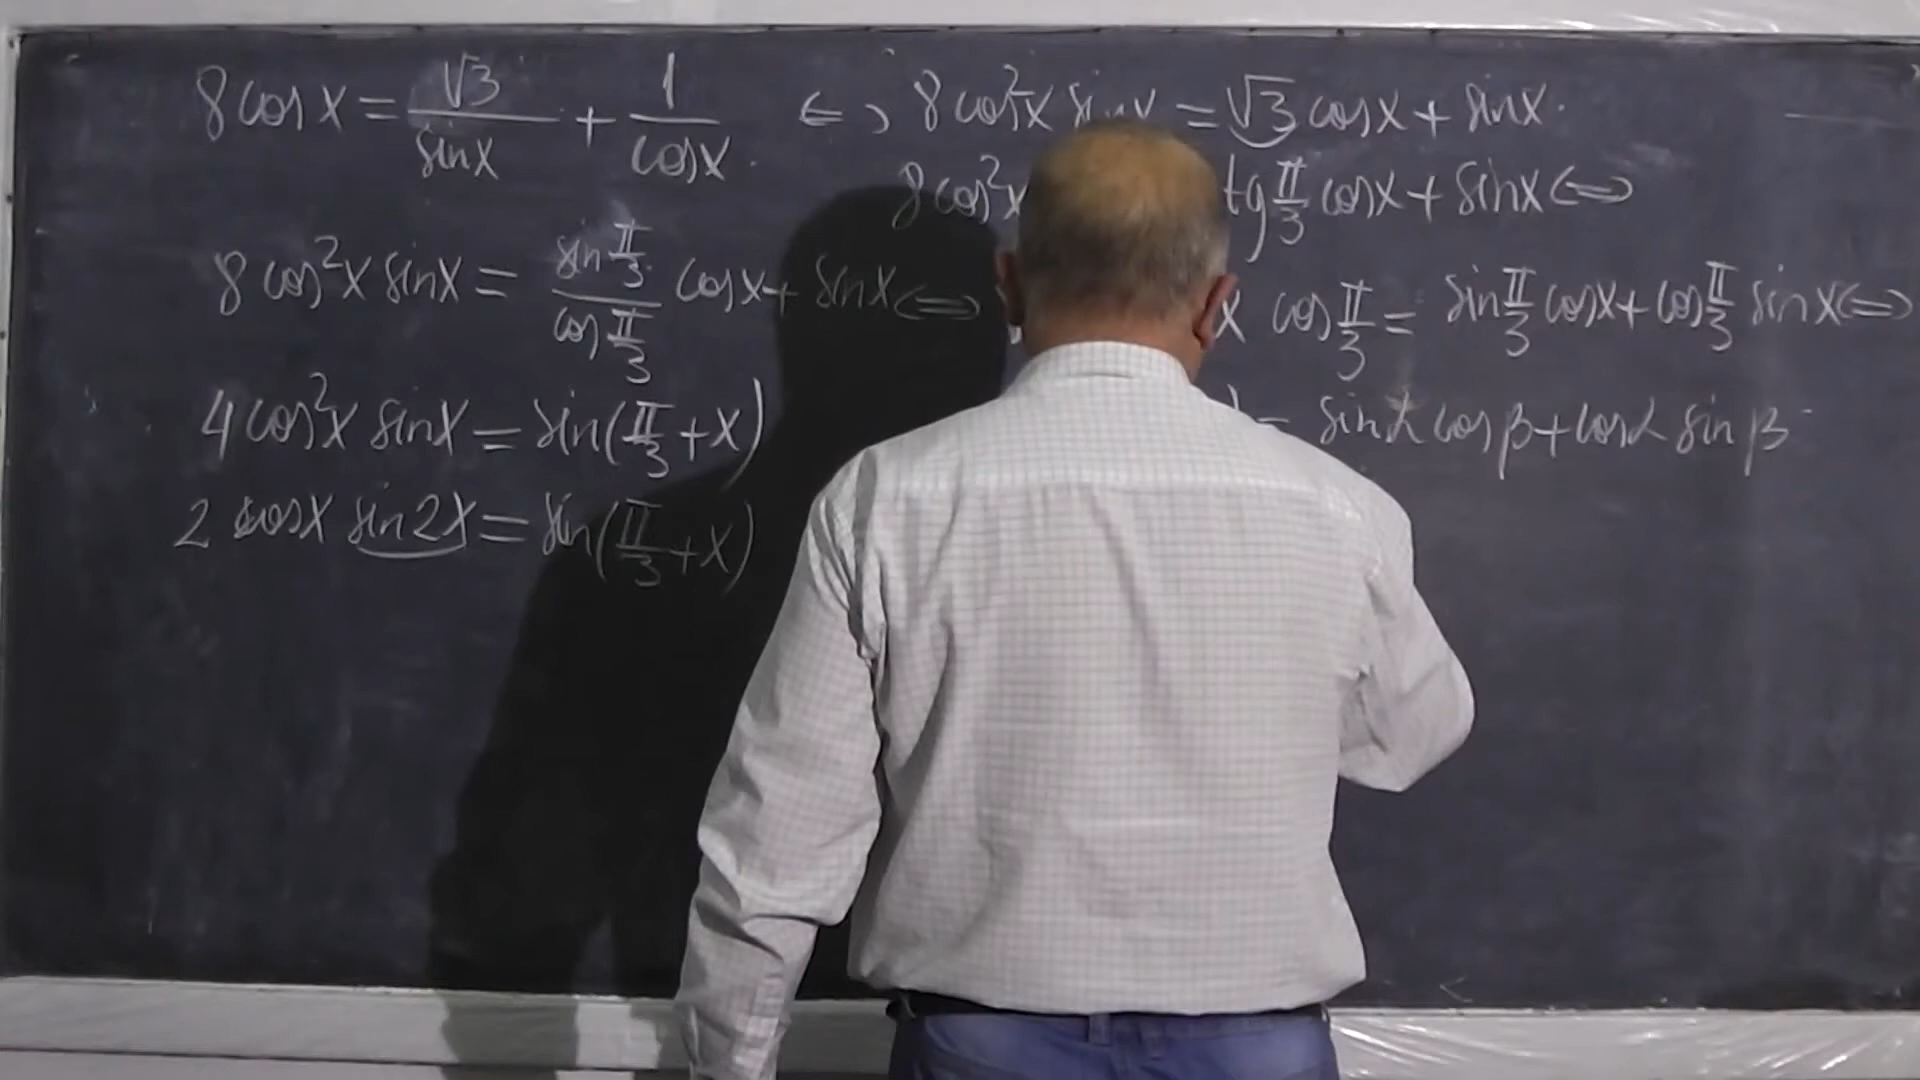 8 cos x = √3/sin x + 1/cos x. <=> 8 cos²x sin x = √3 cos x + sin x.
8 cos²x tg π/3 cos x + sin x <=>
8 cos²x sin x = sin π/3 / cos π/3 cos x + sin x <=> x cos π/3 = sin π/3 cos x + cos π/3 sin x <=>
4 cos²x sin x = sin(π/3 + x) ) = sin α cos β + cos α sin β
2 cos x sin 2x = sin(π/3 + x)